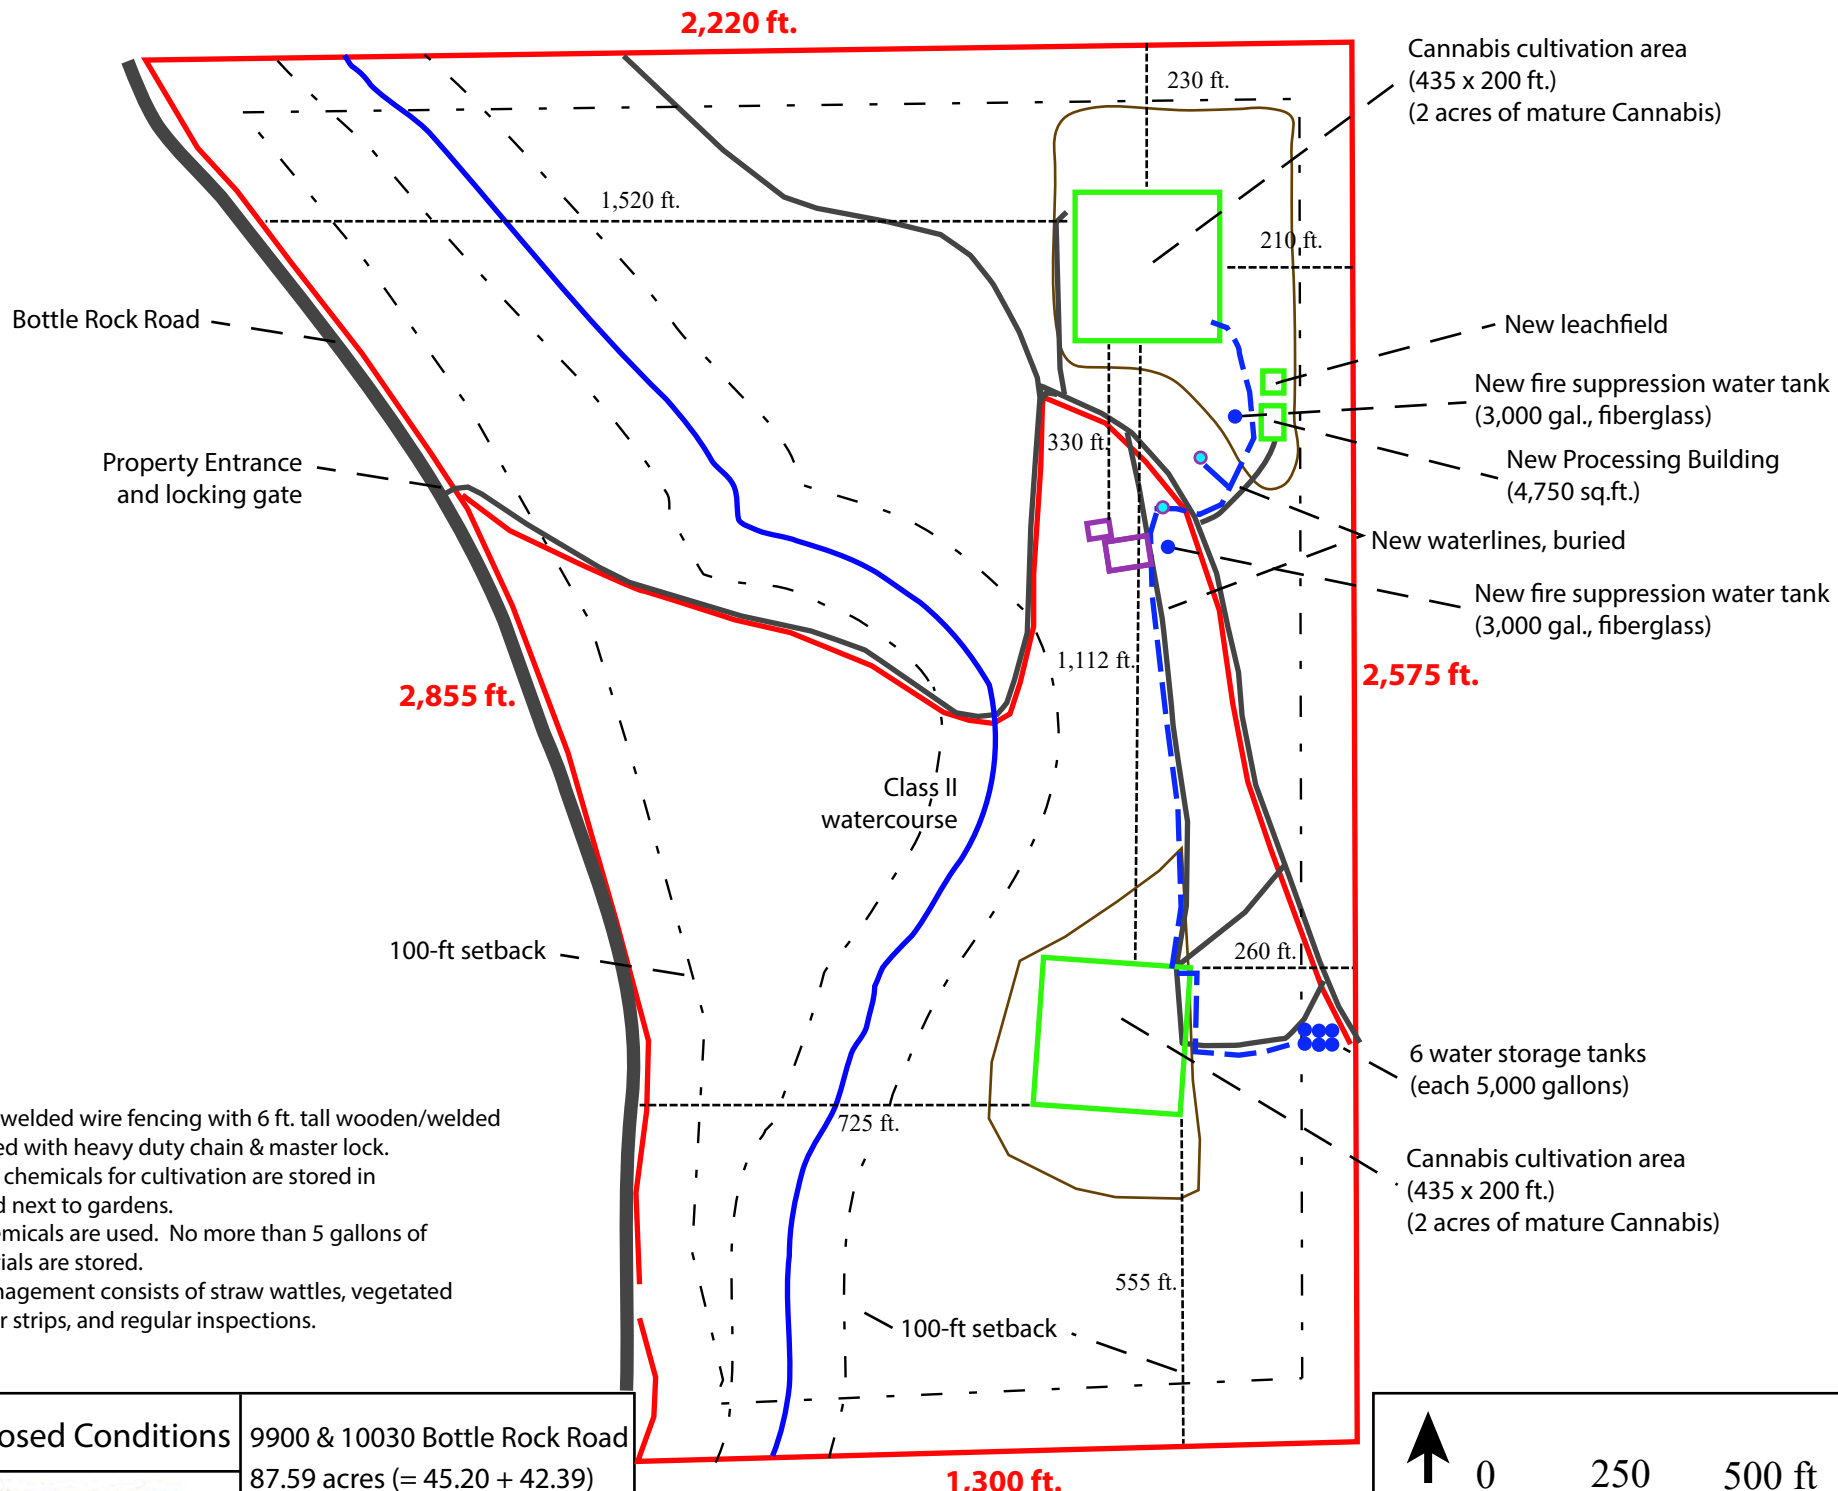 2,220 ft.
Cannabis cultivation area
(435 x 200 ft.)
(2 acres of mature Cannabis)
230 ft.
1,520 ft.
210 ft.
Bottle Rock Road
New leachfield
New fire suppression water tank
(3,000 gal., fiberglass)
330 ft.
Property Entrance
and locking gate
New Processing Building
(4,750 sq.ft.)
New waterlines, buried
New fire suppression water tank
(3,000 gal., fiberglass)
1,112 ft.
2,855 ft.
2,575 ft.
Class II
watercourse
100-ft setback
260 ft.
6 water storage tanks
(each 5,000 gallons)
725 ft.
welded wire fencing with 6 ft. tall wooden/welded
ed with heavy duty chain & master lock.
chemicals for cultivation are stored in
d next to gardens.
emicals are used.  No more than 5 gallons of
rials are stored.
nagement consists of straw wattles, vegetated
r strips, and regular inspections.
Cannabis cultivation area
(435 x 200 ft.)
(2 acres of mature Cannabis)
555 ft.
100-ft setback
osed Conditions
9900 & 10030 Bottle Rock Road
87.59 acres (= 45.20 + 42.39)
1,300 ft.
0 250 500 ft